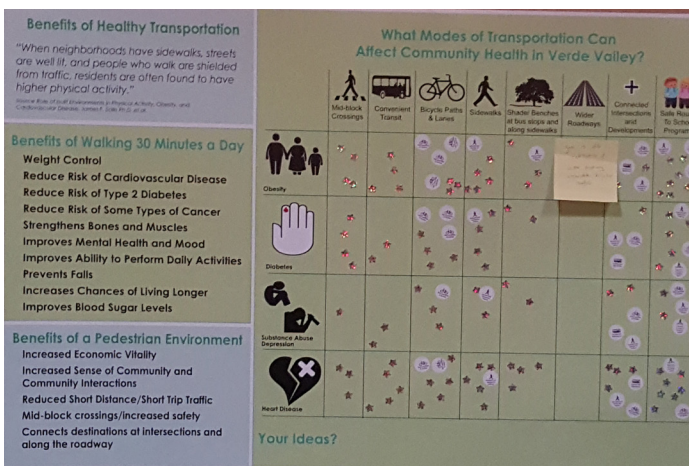 Benefits of Healthy Transportation
"When neighborhoods have sidewalks, streets
are well lit, and people who walk are shielded
from traffic, residents are often found to have
higher physical activity."
Benefits of Walking 30 Minutes a Day
Weight Control
Reduce Risk of Cardiovascular Disease
Reduce Risk of Type 2 Diabetes
Reduce Risk of Some Types of Cancer
Strengthens Bones and Muscles
Improves Mental Health and Mood
Improves Ability to Perform Daily Activities
Prevents Falls
Increases Chances of Living Longer
Improves Blood Sugar Levels
Benefits of a Pedestrian Environment
Increased Economic Vitality
Increased Sense of Community and
Community Interactions
Reduced Short Distance/Short Trip Traffic
Mid-block crossings/increased safety
Connects destinations at intersections and
along the roadway
What Modes of Transportation Can
Affect Community Health in Verde Valley?
Mid-block
Crossings
Convenient
Transit
Bicycle Paths
& Lanes
Sidewalks
Shade/Benches
at bus stops and
along sidewalks
Wider
Roadways
Connected
Intersections
and
Developments
Safe Rou
To Scho
Program
Obesity
Diabetes
Substance Abuse
Depression
Heart Disease
Your Ideas?